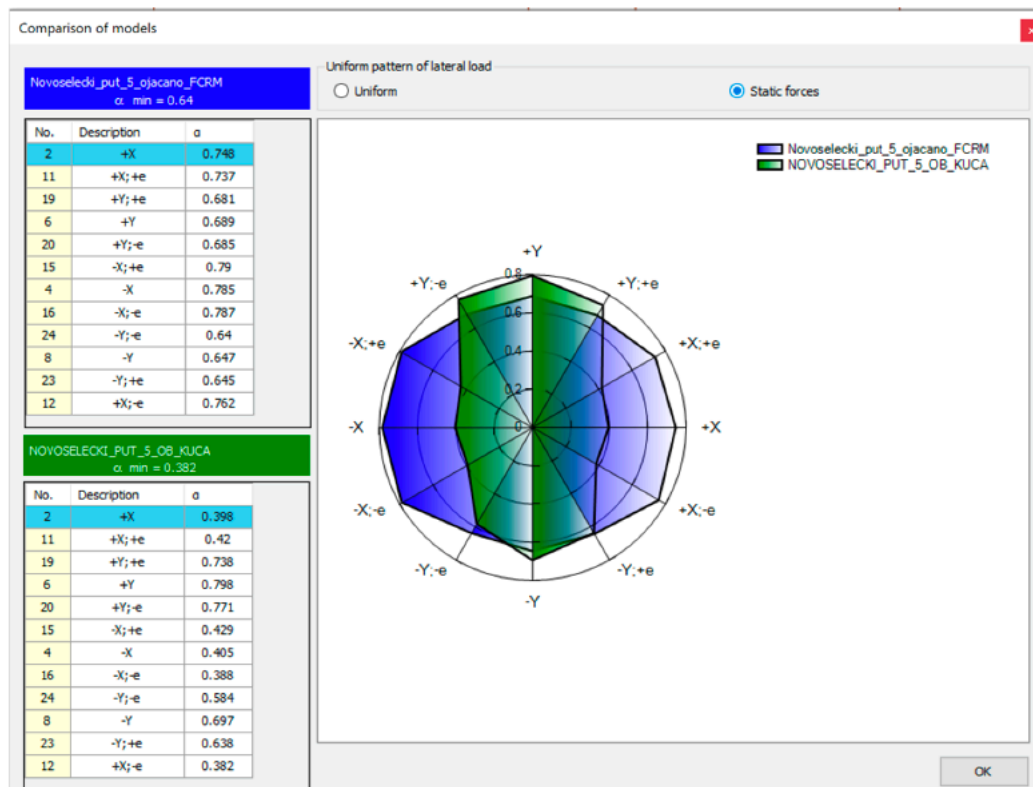 Comparison of models
Novoselecki_put_5_ojacano_FCRM
α min = 0.64
No. Description α
2 +X 0.748
11 +X;+e 0.737
19 +Y;+e 0.681
6 +Y 0.689
20 +Y;-e 0.685
15 -X;+e 0.79
4 -X 0.785
16 -X;-e 0.787
24 -Y;-e 0.64
8 -Y 0.647
23 -Y;+e 0.645
12 +X;-e 0.762
NOVOSELECKI_PUT_5_OB_KUCA
α min = 0.382
No. Description α
2 +X 0.398
11 +X;+e 0.42
19 +Y;+e 0.738
6 +Y 0.798
20 +Y;-e 0.771
15 -X;+e 0.429
4 -X 0.405
16 -X;-e 0.388
24 -Y;-e 0.584
8 -Y 0.697
23 -Y;+e 0.638
12 +X;-e 0.382
Uniform pattern of lateral load
Uniform Static forces
Novoselecki_put_5_ojacano_FCRM
NOVOSELECKI_PUT_5_OB_KUCA
+Y
+Y;-e 0.8 +Y;+e
0.6
-X;+e 0.4 +X;+e
0.2
-X 0 +X
-X;-e +X;-e
-Y;-e -Y;+e
-Y
OK